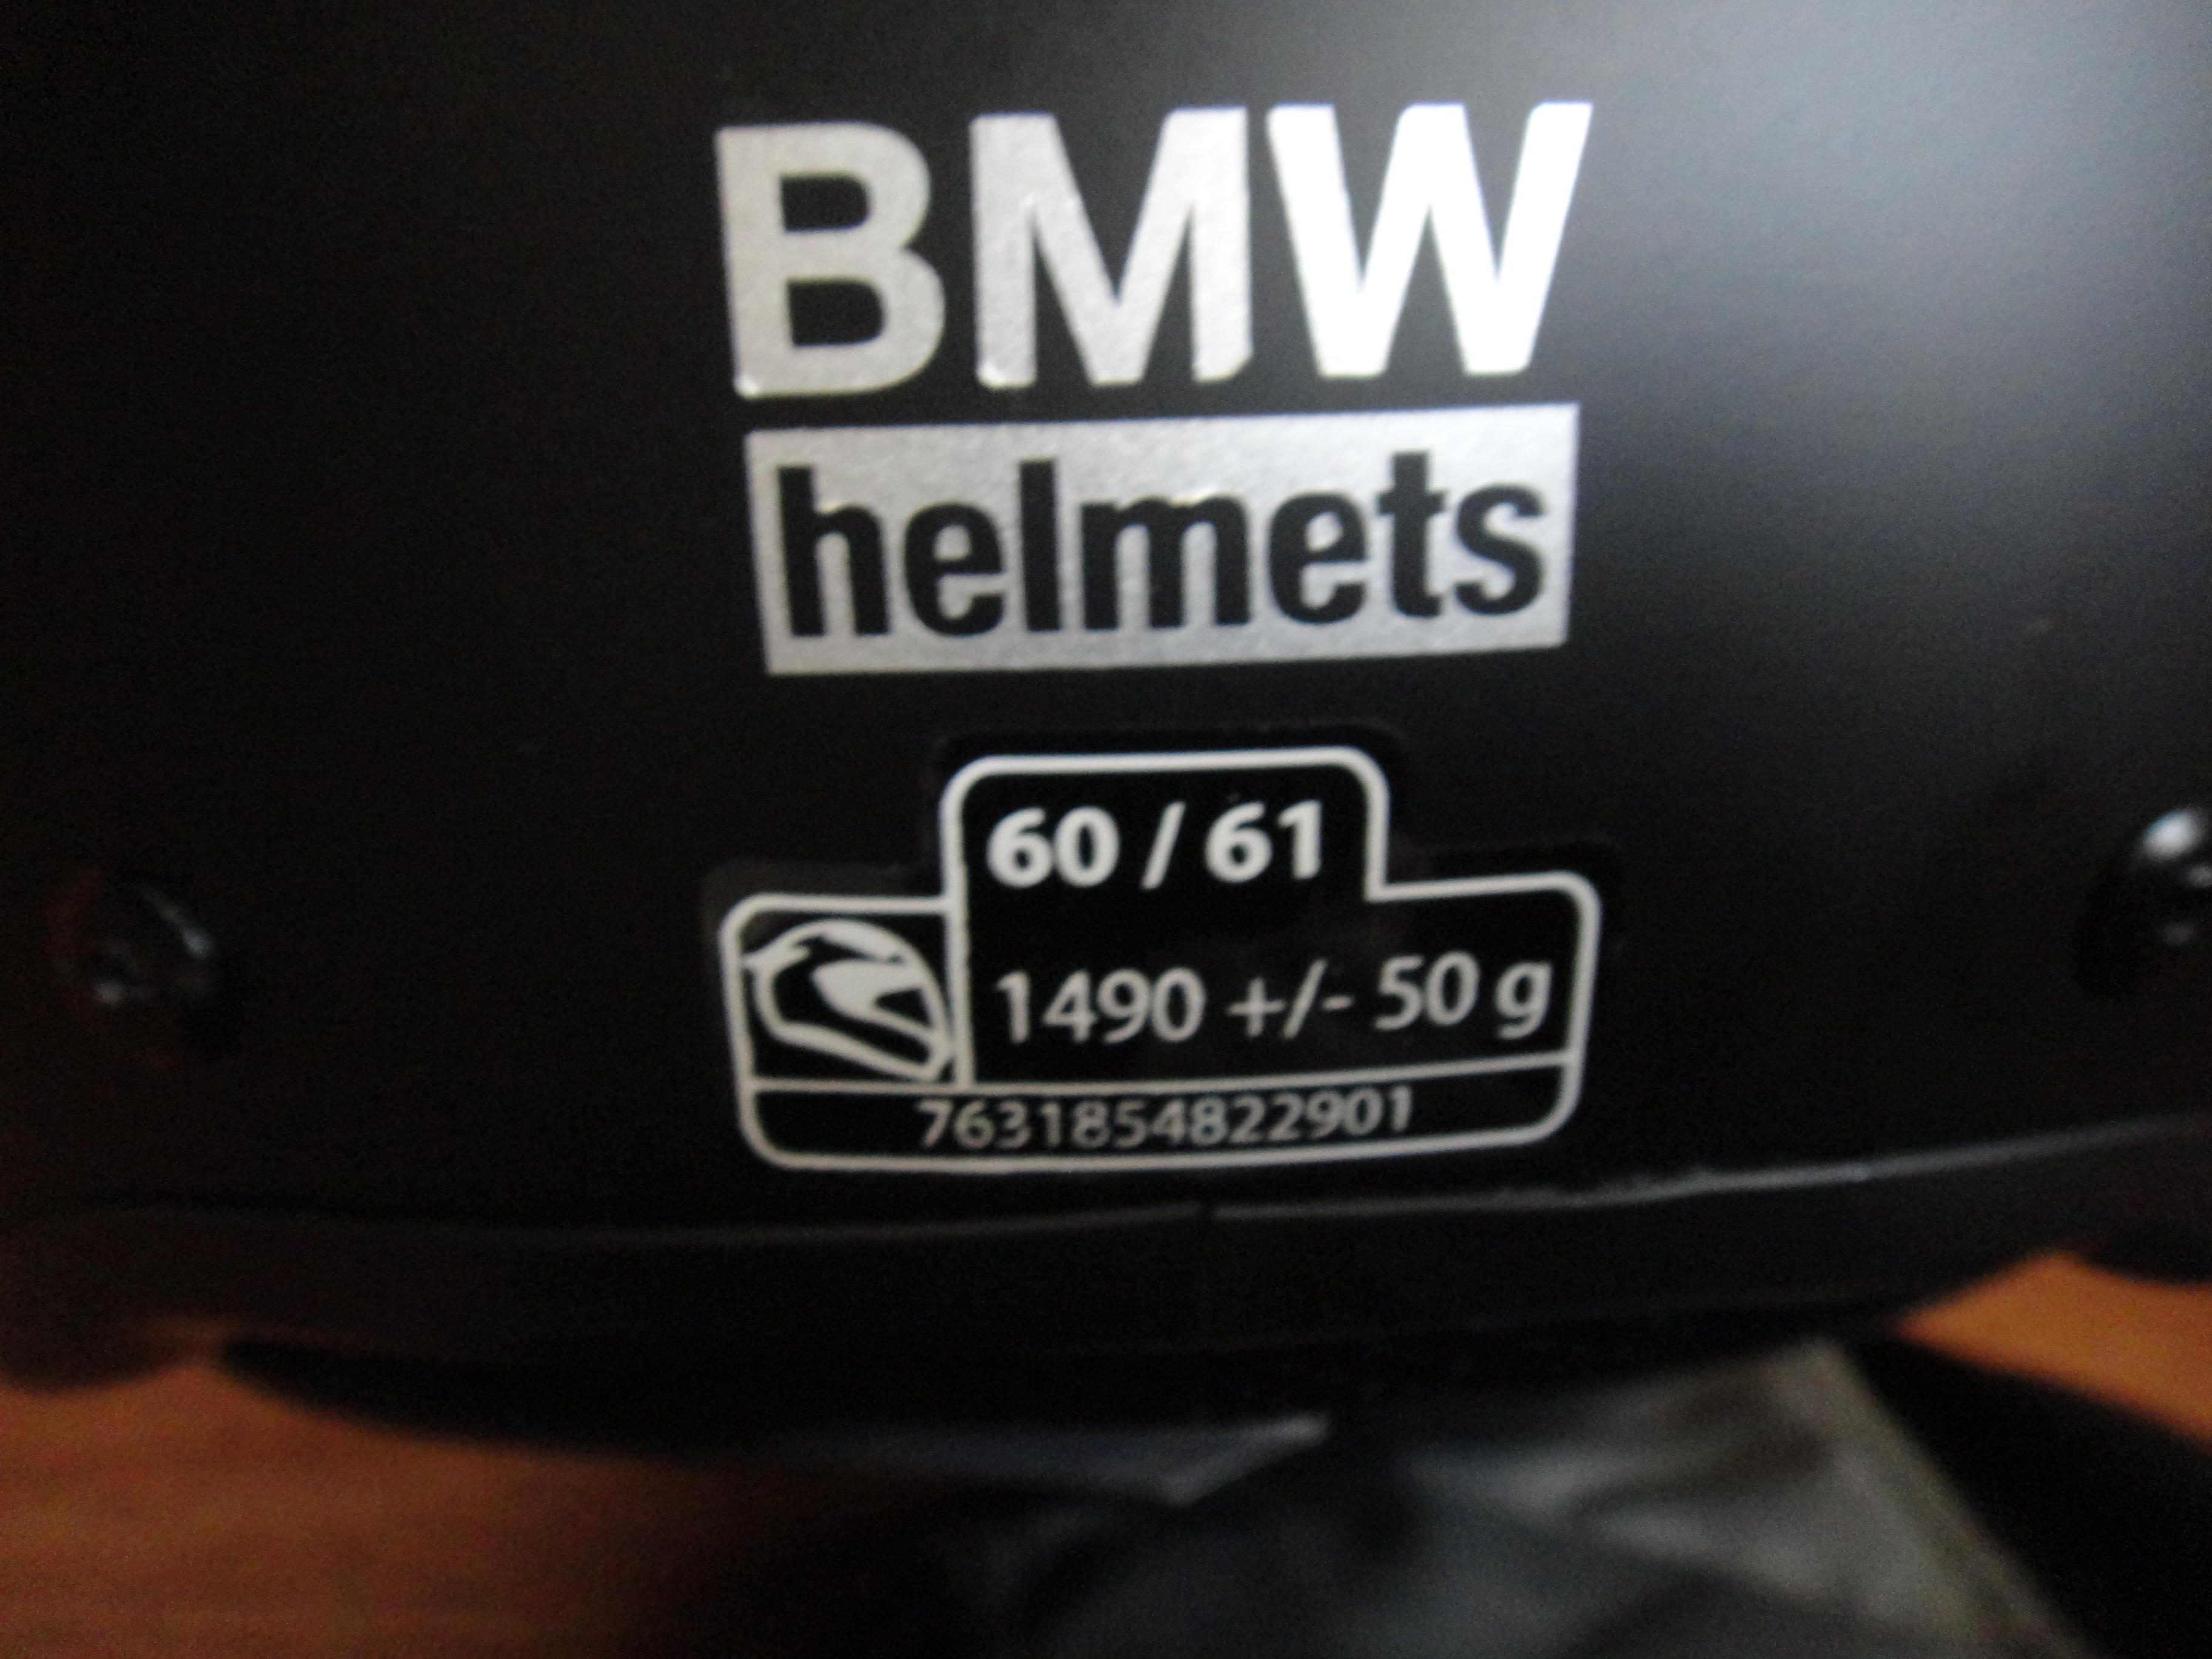 BMW
helmets
60 / 61
1490 +/- 50 g
7631854822901